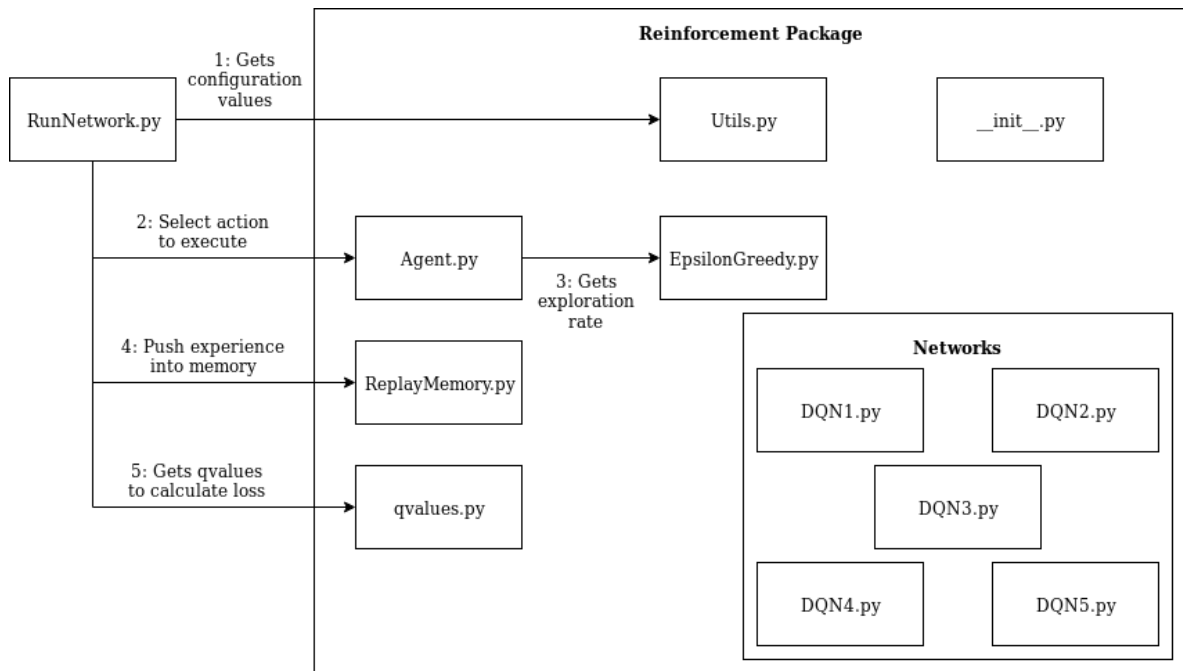 Reinforcement Package
1: Gets
configuration
values
RunNetwork.py
Utils.py
__init__.py
2: Select action
to execute
Agent.py
EpsilonGreedy.py
3: Gets
exploration
rate
4: Push experience
into memory
ReplayMemory.py
Networks
DQN1.py
DQN2.py
5: Gets qvalues
to calculate loss
qvalues.py
DQN3.py
DQN4.py
DQN5.py